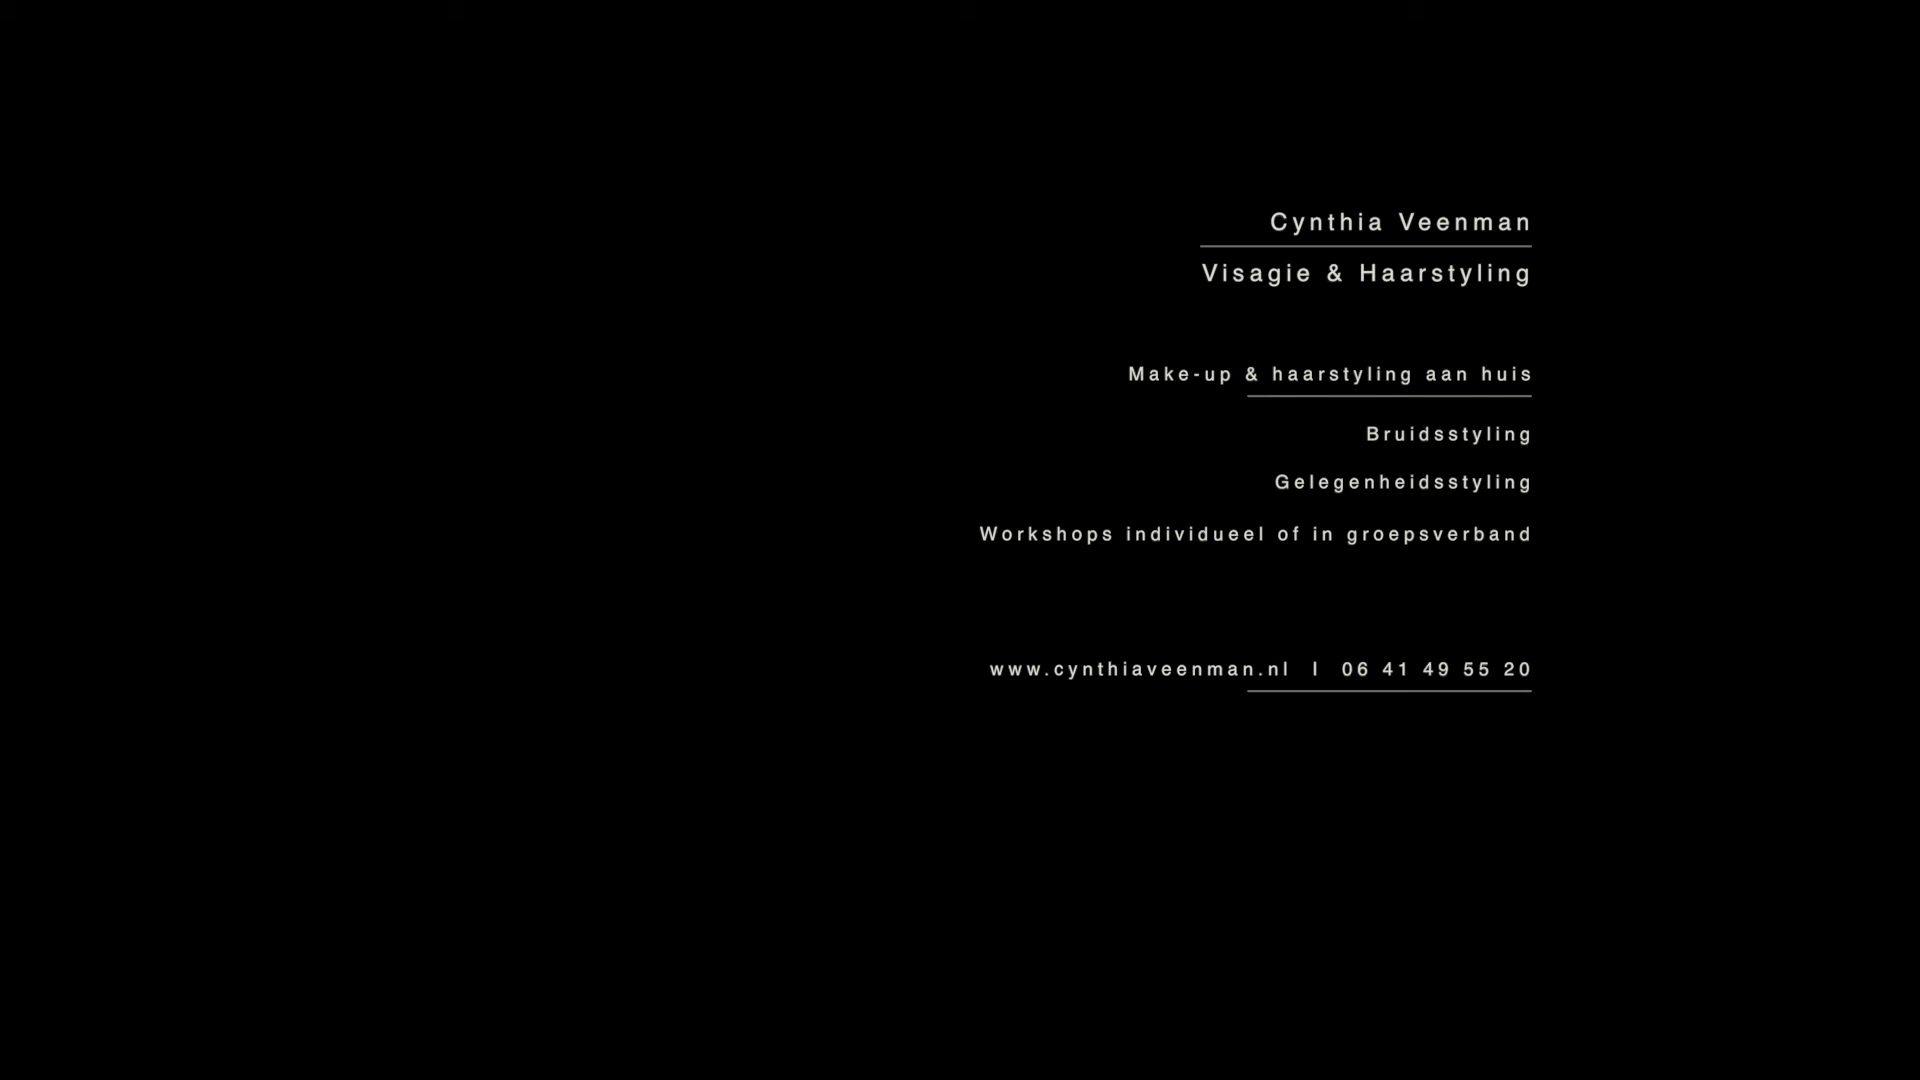 Cynthia Veenman
Visagie & Haarstyling
Make-up & haarstyling aan huis
Bruidsstyling
Gelegenheidsstyling
Workshops individueel of in groepsverband
www.cynthiaveenman.nl | 06 41 49 55 20